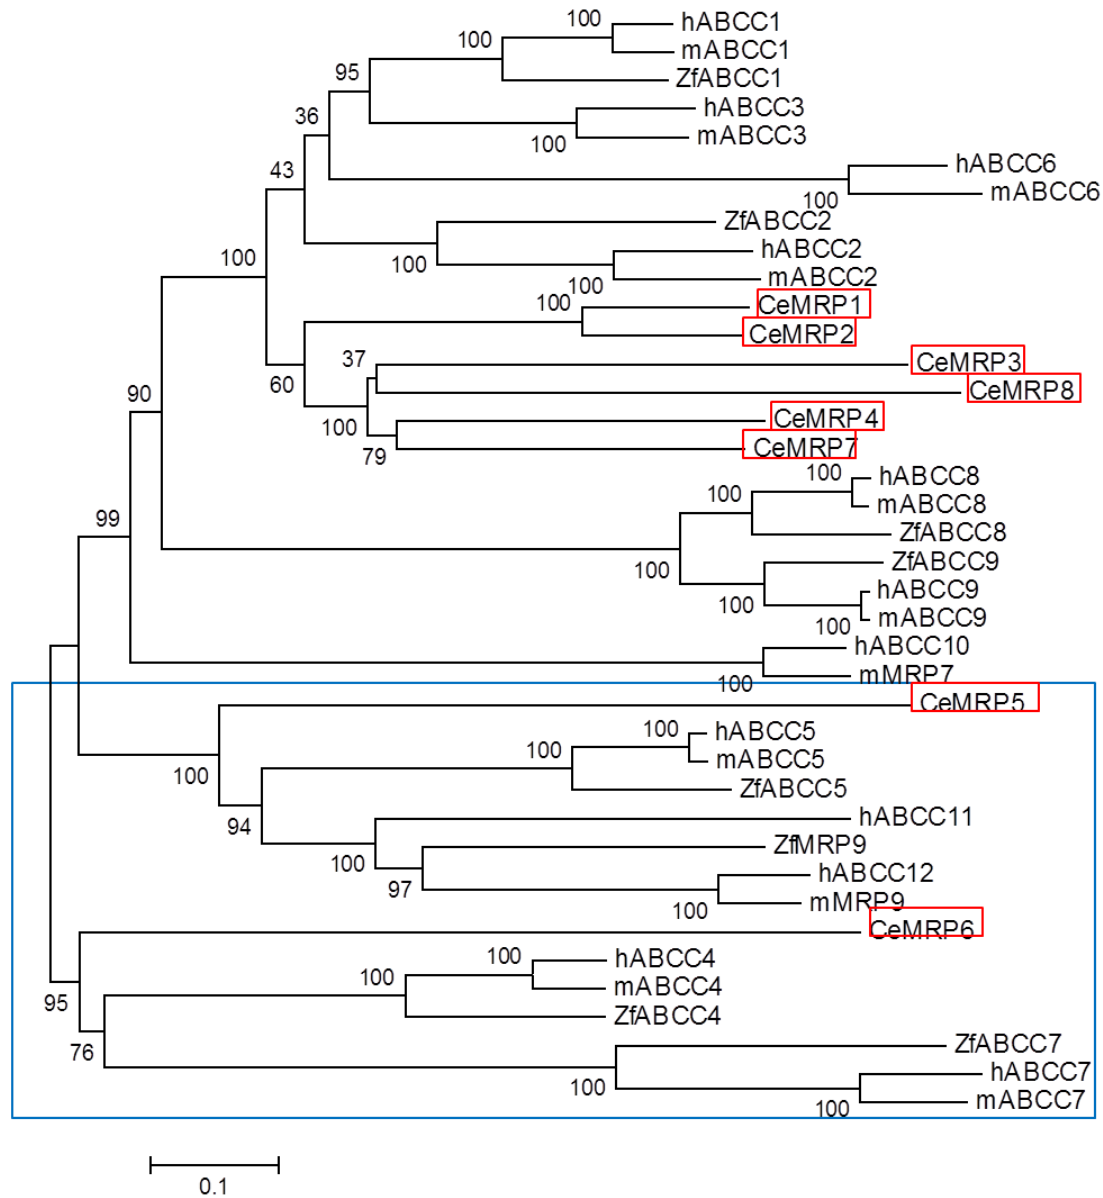 100 hABCC1
100 mABCC1
95 ZfABCC1
36 hABCC3
100 mABCC3
43 hABCC6
100 mABCC6
ZfABCC2
100 hABCC2
100 100 mABCC2
100 CeMRP1
CeMRP2
37 CeMRP3
60 CeMRP8
90 100 CeMRP4
79 CeMRP7
100 hABCC8
100 mABCC8
99 ZfABCC8
100 ZfABCC9
100 hABCC9
100 mABCC9
hABCC10
100 mMRP7
CeMRP5
100 hABCC5
100 mABCC5
100 ZfABCC5
94 hABCC11
100 ZfMRP9
97 hABCC12
100 mMRP9
CeMRP6
100 hABCC4
100 mABCC4
95 ZfABCC4
76 ZfABCC7
100 hABCC7
100 mABCC7
0.1